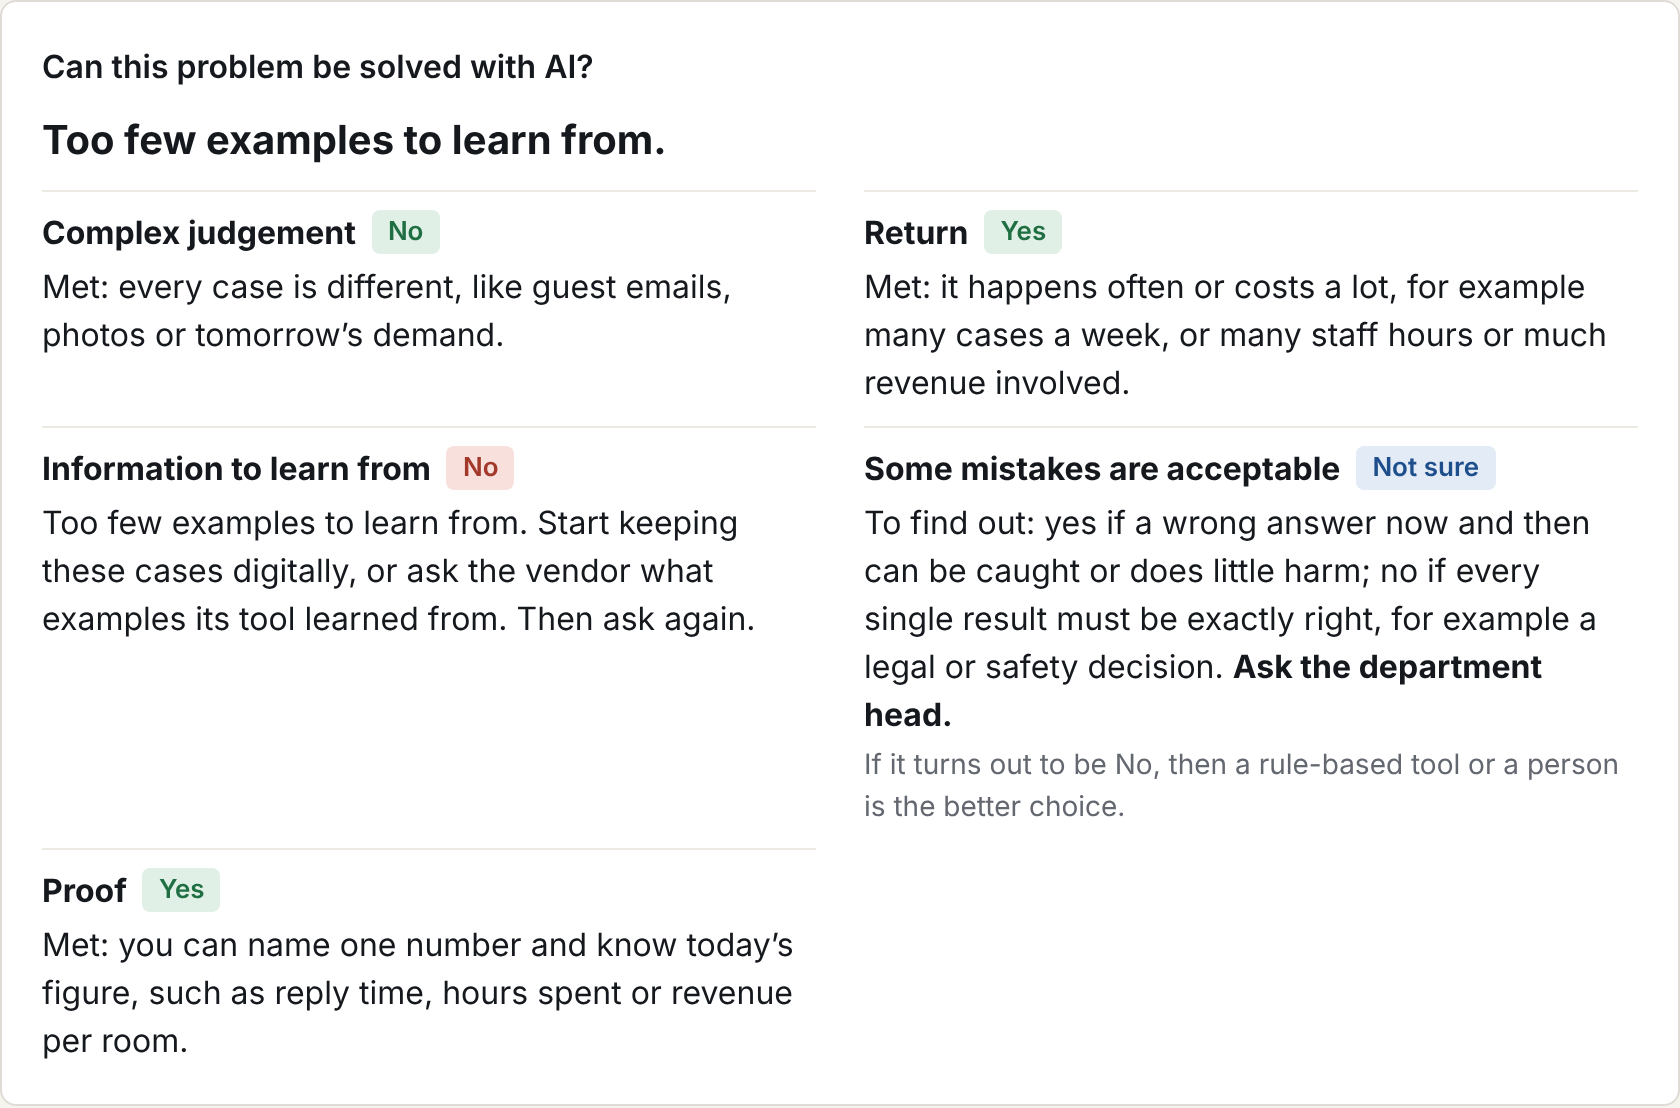 Can this problem be solved with AI?
Too few examples to learn from.
Complex judgement No
Met: every case is different, like guest emails,
photos or tomorrow’s demand.
Return Yes
Met: it happens often or costs a lot, for example
many cases a week, or many staff hours or much
revenue involved.
Information to learn from No
Too few examples to learn from. Start keeping
these cases digitally, or ask the vendor what
examples its tool learned from. Then ask again.
Some mistakes are acceptable Not sure
To find out: yes if a wrong answer now and then
can be caught or does little harm; no if every
single result must be exactly right, for example a
legal or safety decision. Ask the department
head.
If it turns out to be No, then a rule-based tool or a person
is the better choice.
Proof Yes
Met: you can name one number and know today’s
figure, such as reply time, hours spent or revenue
per room.